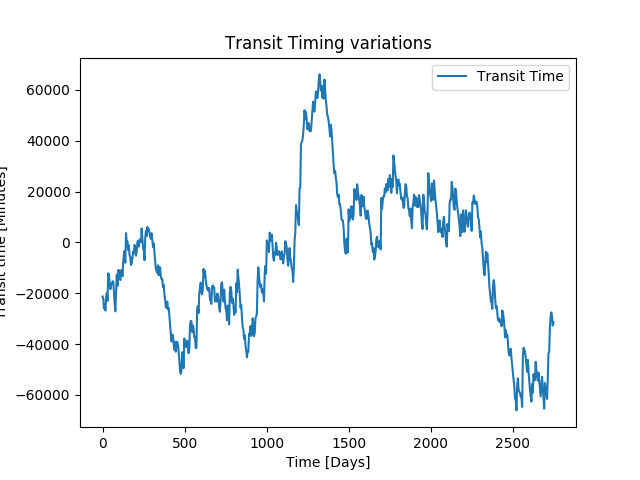 Transit Timing variations
Transit Time
60000
40000
20000
0
−20000
−40000
−60000
Transit time [Minutes]
0 500 1000 1500 2000 2500
Time [Days]